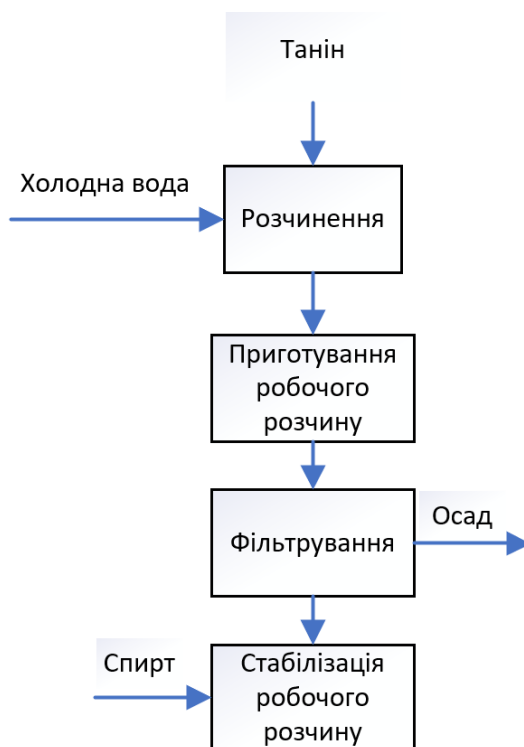 Танін
Холодна вода
Розчинення
Приготування
робочого
розчину
Осад
Фільтрування
Спирт
Стабілізація
робочого
розчину